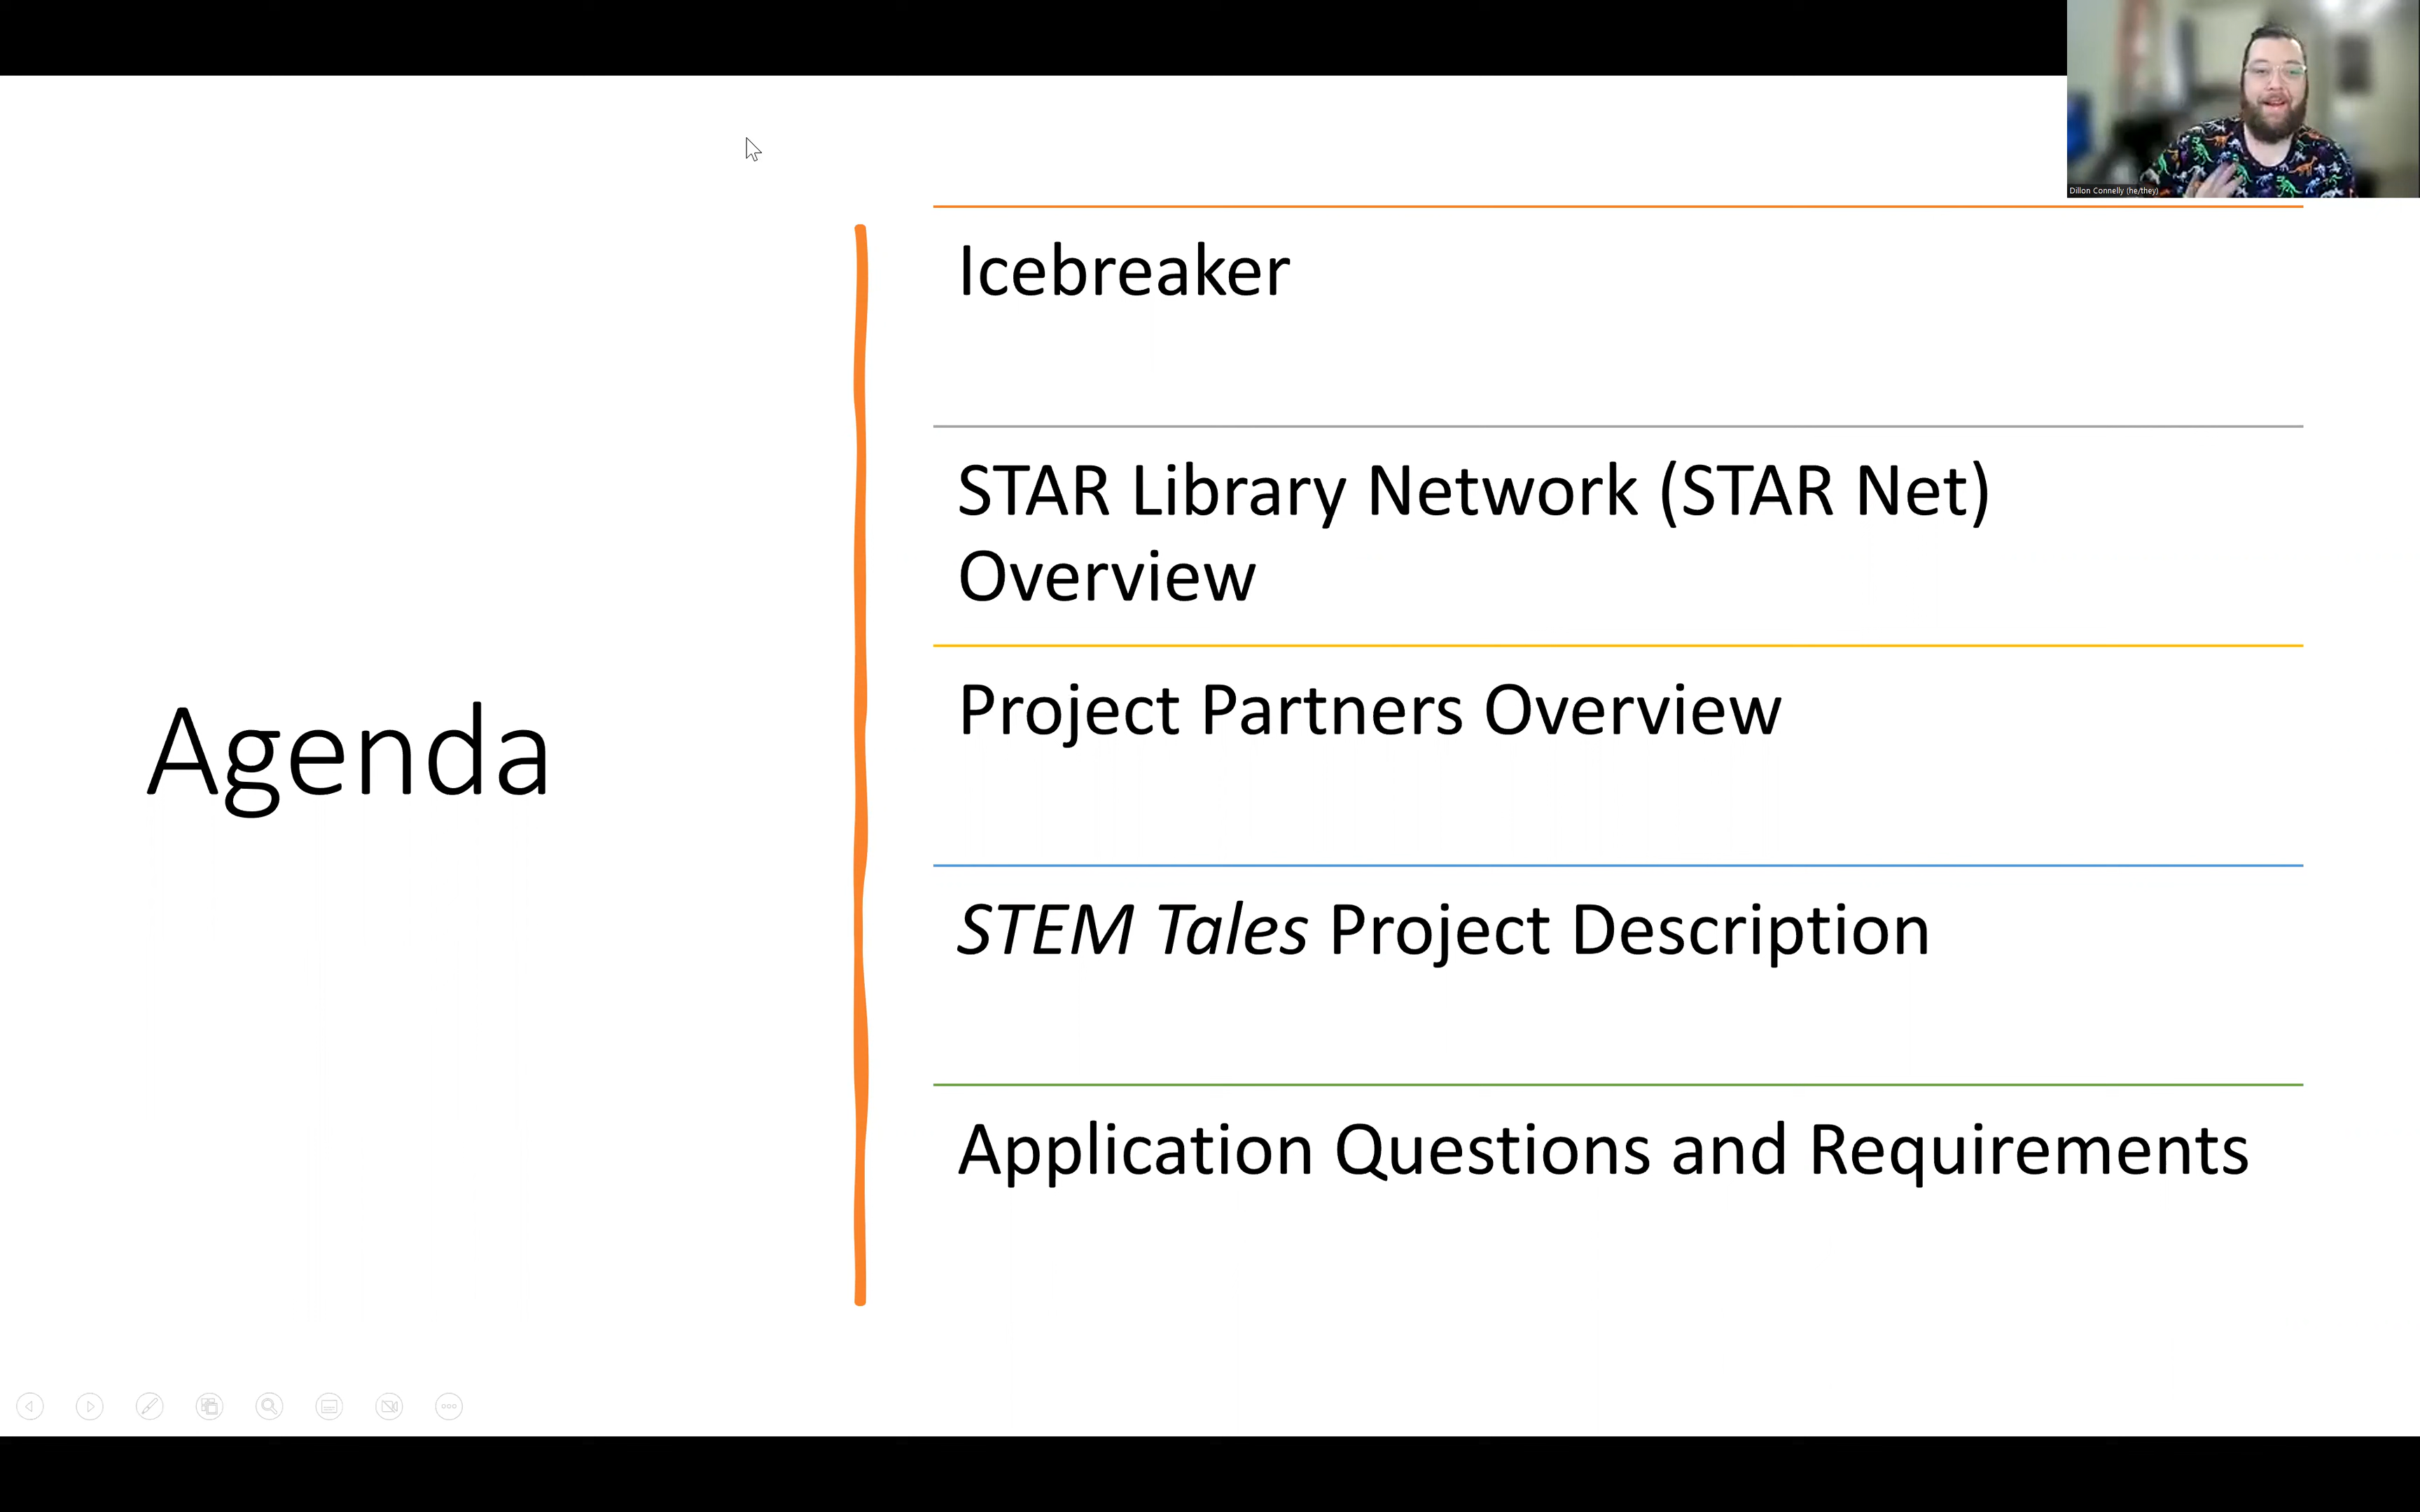 Dillon Connelly (he/they)
Icebreaker
STAR Library Network (STAR Net)
Overview
Project Partners Overview
Agenda
STEM Tales Project Description
Application Questions and Requirements